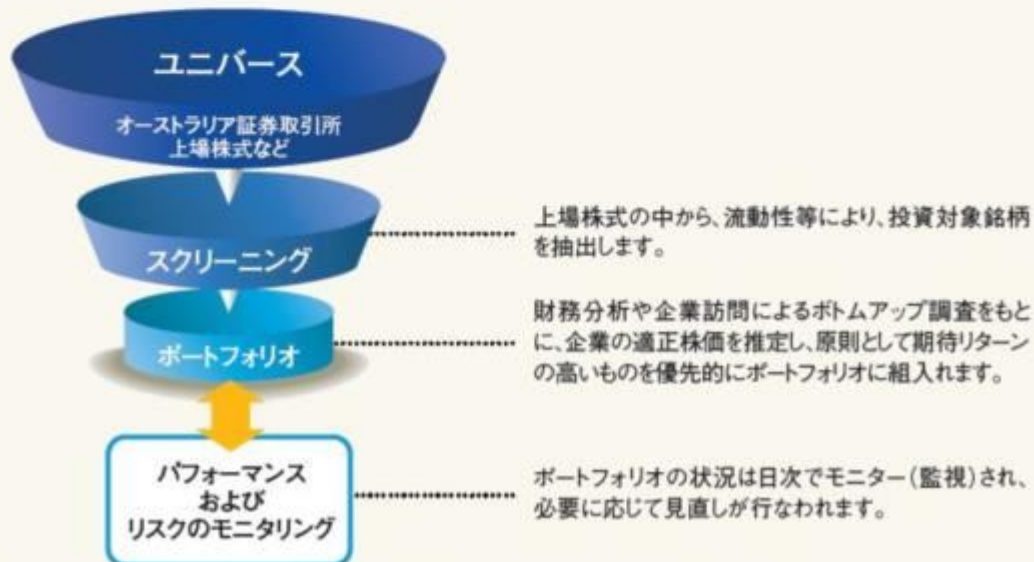 ユニバース
オーストラリア証券取引所
上場株式など
スクリーニング
上場株式の中から、流動性等により、投資対象銘柄
を抽出します。
ポートフォリオ
財務分析や企業訪問によるボトムアップ調査をもと
に、企業の適正株価を推定し、原則として期待リターン
の高いものを優先的にポートフォリオに組入れます。
パフォーマンス
および
リスクのモニタリング
ポートフォリオの状況は日次でモニター(監視)され、
必要に応じて見直しが行なわれます。